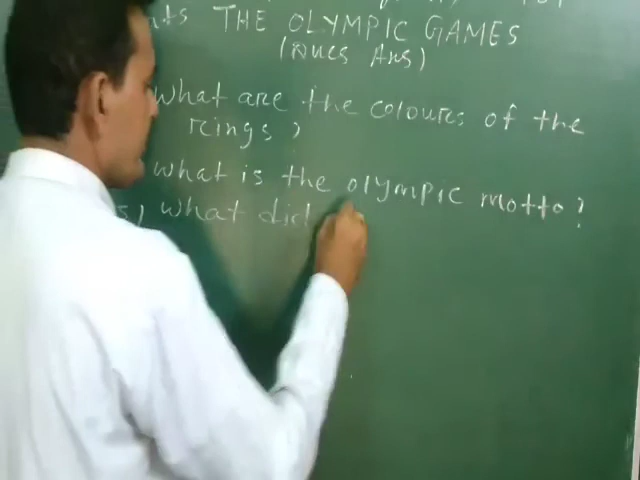 THE OLYMPIC GAMES
(Ques Ans)
what are the colours of the
rings?
what is the olympic motto?
5) what did